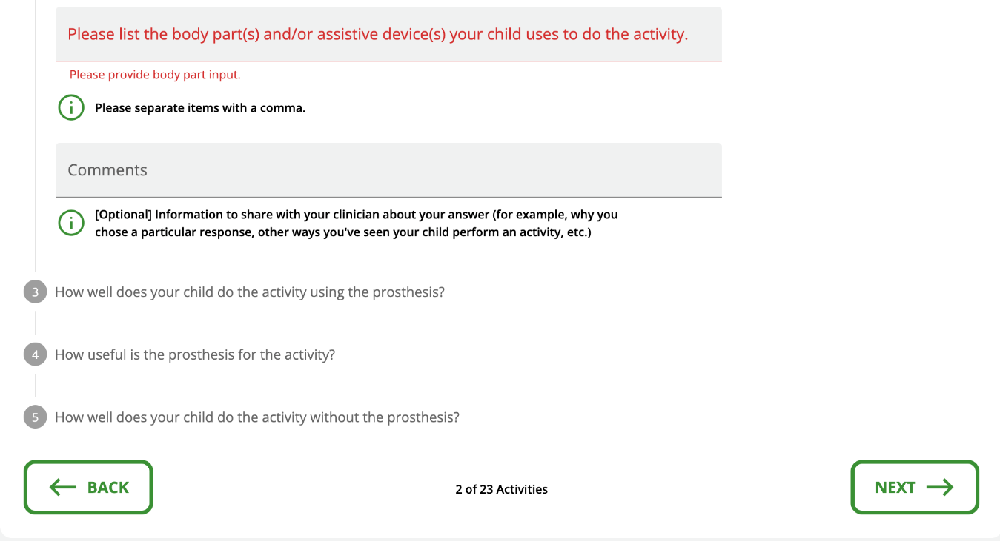 Please list the body part(s) and/or assistive device(s) your child uses to do the activity.
Please provide body part input.
Please separate items with a comma.
Comments
[Optional] Information to share with your clinician about your answer (for example, why you
chose a particular response, other ways you've seen your child perform an activity, etc.)
3 How well does your child do the activity using the prosthesis?
4 How useful is the prosthesis for the activity?
5 How well does your child do the activity without the prosthesis?
BACK
2 of 23 Activities
NEXT